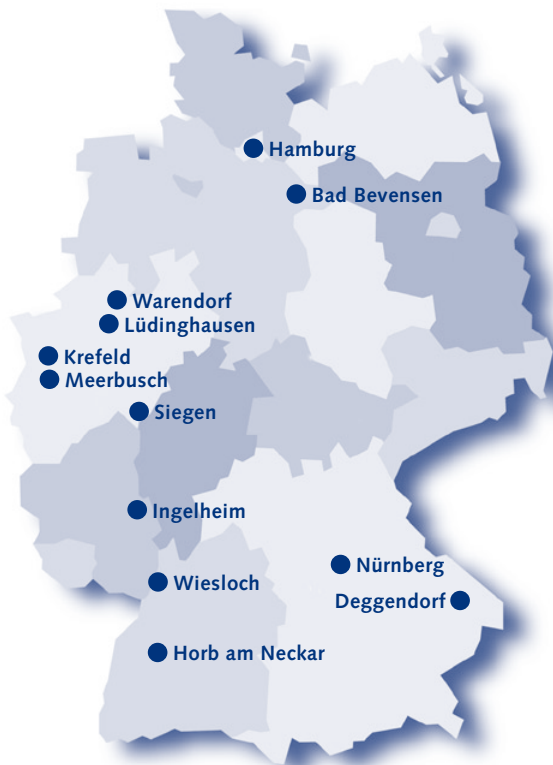 Hamburg
Bad Bevensen
Warendorf
Lüdinghausen
Krefeld
Meerbusch
Siegen
Ingelheim
Nürnberg
Wiesloch
Deggendorf
Horb am Neckar